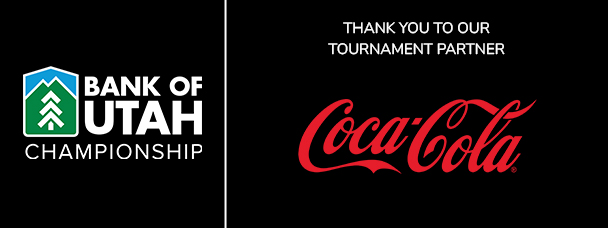 BANK OF
UTAH
CHAMPIONSHIP
THANK YOU TO OUR
TOURNAMENT PARTNER
Coca-Cola®